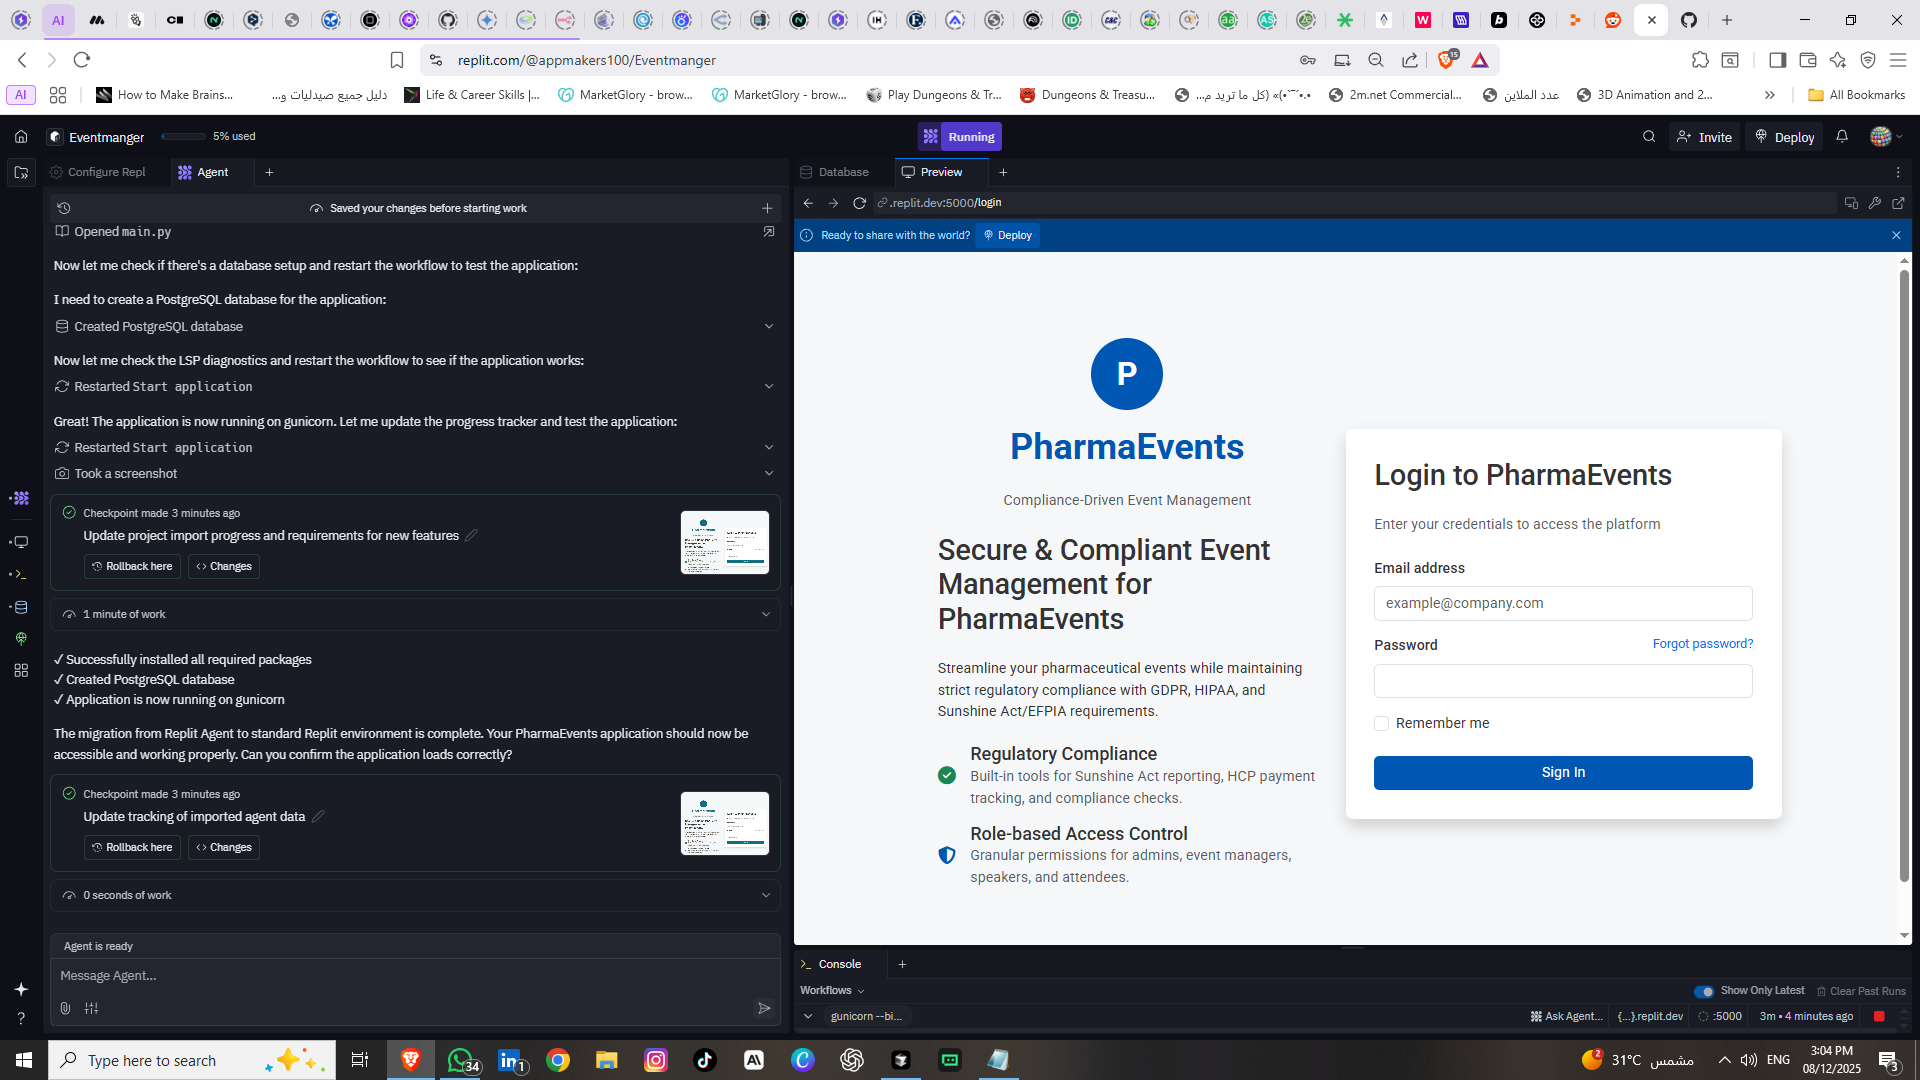 AI
replit.com/@appmakers100/Eventmanger
15
AI
How to Make Brains...
دليل جميع صيدليات و...
Life & Career Skills |...
MarketGlory - brow...
MarketGlory - brow...
Play Dungeons & Tr...
Dungeons & Treasu...
2m.net Commercial...
عدد الملاين
3D Animation and 2...
All Bookmarks
Eventmanger
5% used
Running
Invite
Deploy
Configure Repl
Agent
Database
Preview
Saved your changes before starting work
.replit.dev:5000/login
Opened main.py
Ready to share with the world?
Deploy
Now let me check if there's a database setup and restart the workflow to test the application:
I need to create a PostgreSQL database for the application:
Created PostgreSQL database
Now let me check the LSP diagnostics and restart the workflow to see if the application works:
Restarted Start application
Great! The application is now running on gunicorn. Let me update the progress tracker and test the application:
Restarted Start application
Took a screenshot
Checkpoint made 3 minutes ago
Update project import progress and requirements for new features
Rollback here
Changes
1 minute of work
✓ Successfully installed all required packages
✓ Created PostgreSQL database
✓ Application is now running on gunicorn
The migration from Replit Agent to standard Replit environment is complete. Your PharmaEvents application should now be
accessible and working properly. Can you confirm the application loads correctly?
Checkpoint made 3 minutes ago
Update tracking of imported agent data
Rollback here
Changes
0 seconds of work
Agent is ready
Message Agent...
P
PharmaEvents
Compliance-Driven Event Management
Secure & Compliant Event
Management for
PharmaEvents
Streamline your pharmaceutical events while maintaining
strict regulatory compliance with GDPR, HIPAA, and
Sunshine Act/EFPIA requirements.
Regulatory Compliance
Built-in tools for Sunshine Act reporting, HCP payment
tracking, and compliance checks.
Role-based Access Control
Granular permissions for admins, event managers,
speakers, and attendees.
Login to PharmaEvents
Enter your credentials to access the platform
Email address
example@company.com
Password
Forgot password?
Remember me
Sign In
Console
Workflows
Show Only Latest
Clear Past Runs
gunicorn --bi...
Ask Agent...
{...}.replit.dev
:5000
3m • 4 minutes ago
Type here to search
34
1
2
31°C
مشمس
ENG
3:04 PM
08/12/2025
3